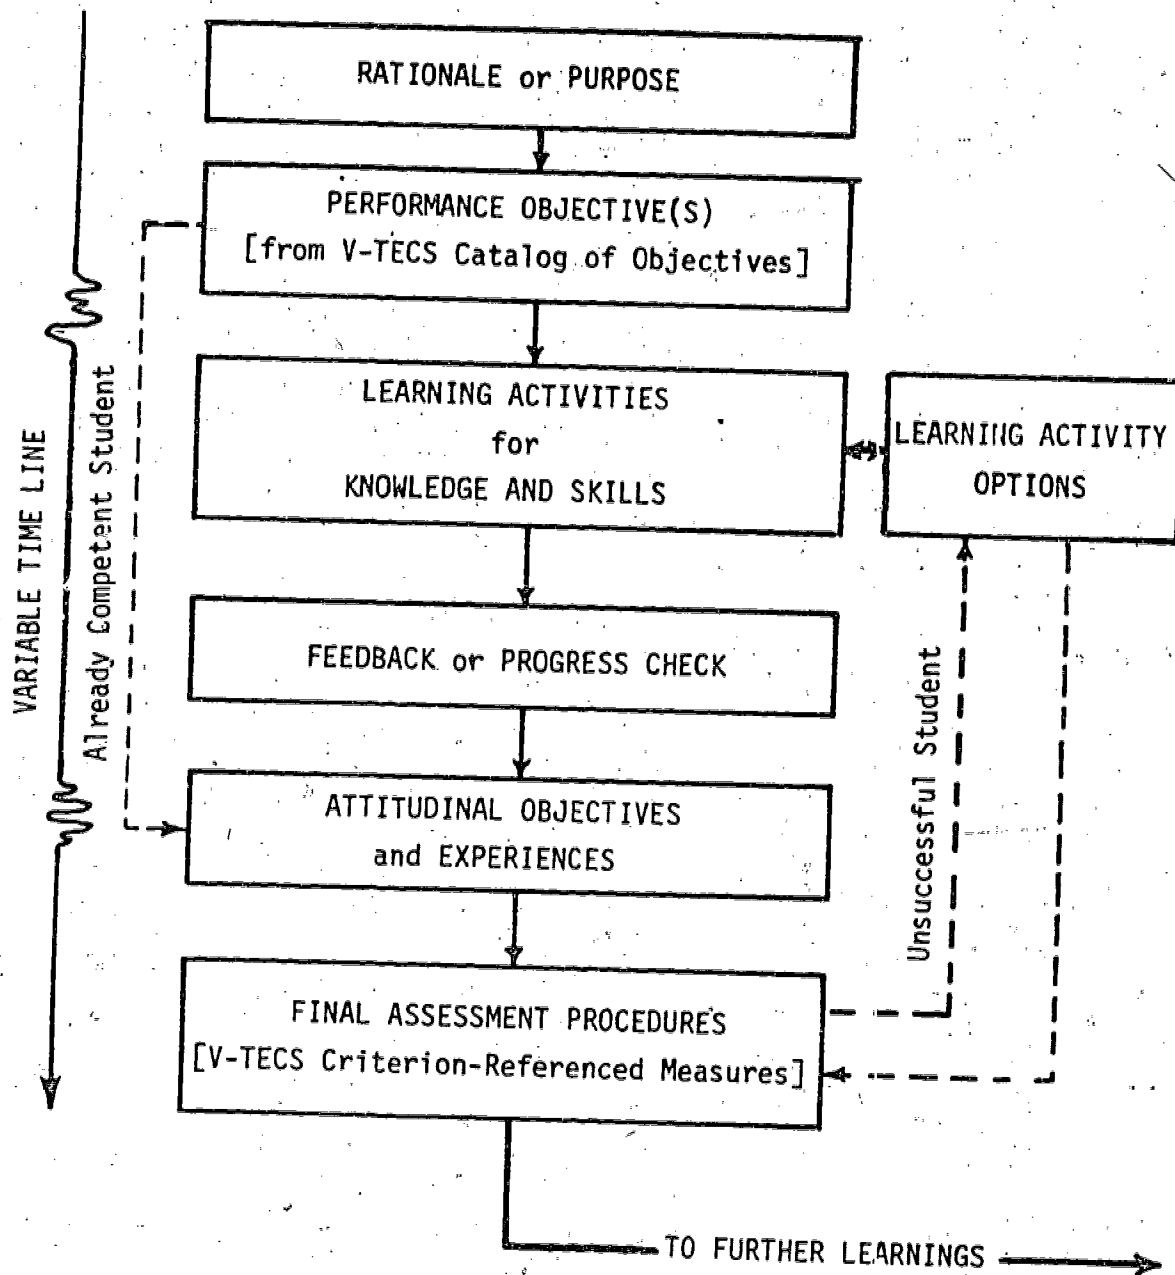 RATIONALE or PURPOSE
PERFORMANCE OBJECTIVE(S)
[from V-TECS Catalog of Objectives]
LEARNING ACTIVITIES
for
KNOWLEDGE AND SKILLS
LEARNING ACTIVITY
OPTIONS
VARIABLE TIME LINE
Already Competent Student
FEEDBACK or PROGRESS CHECK
Unsuccessful Student
ATTITUDINAL OBJECTIVES
and EXPERIENCES
FINAL ASSESSMENT PROCEDURES
[V-TECS Criterion-Referenced Measures]
TO FURTHER LEARNINGS